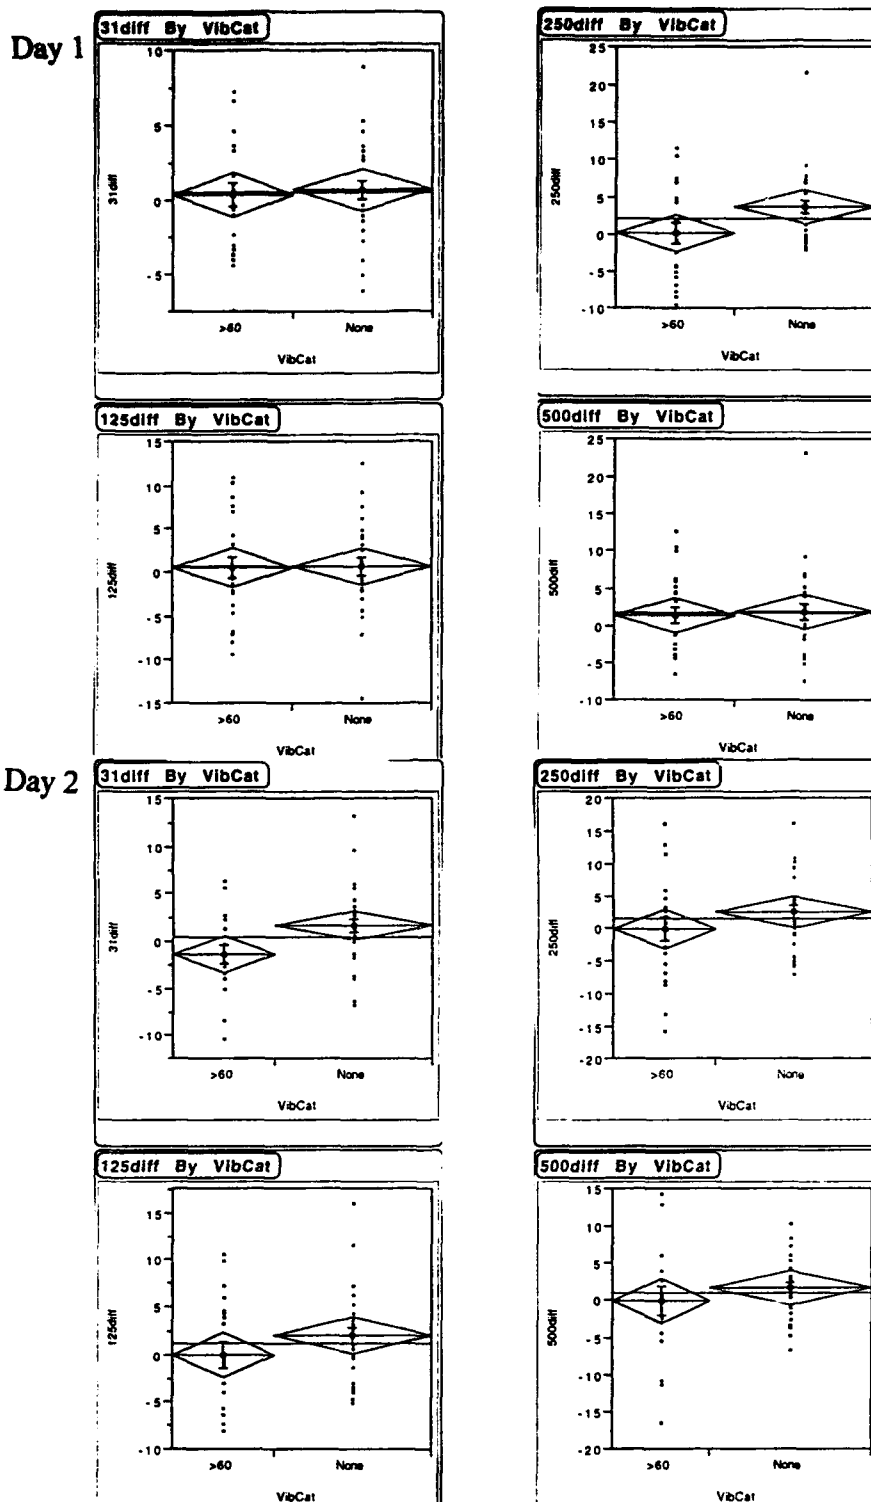 Day 1
31diff By VibCat
10
5
0
-5
31diff
>60 None
VibCat
250diff By VibCat
25
20
15
10
5
0
-5
-10
250diff
>60 None
VibCat
125diff By VibCat
15
10
5
0
-5
-10
-15
125diff
>60 None
VibCat
500diff By VibCat
25
20
15
10
5
0
-5
-10
500diff
>60 None
VibCat
Day 2
31diff By VibCat
15
10
5
0
-5
-10
31diff
>60 None
VibCat
250diff By VibCat
20
15
10
5
0
-5
-10
-15
-20
250diff
>60 None
VibCat
125diff By VibCat
15
10
5
0
-5
-10
125diff
>60 None
VibCat
500diff By VibCat
15
10
5
0
-5
-10
-15
-20
500diff
>60 None
VibCat